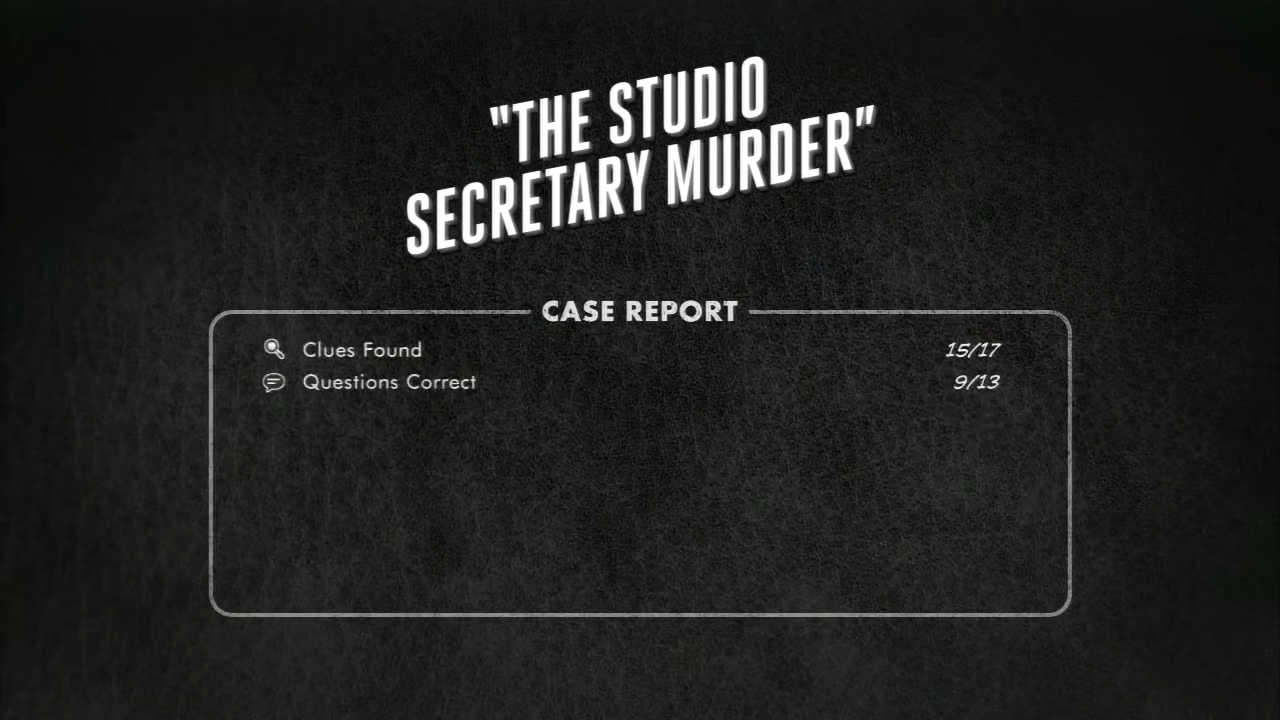 "THE STUDIO
SECRETARY MURDER"
CASE REPORT
Clues Found 15/17
Questions Correct 9/13